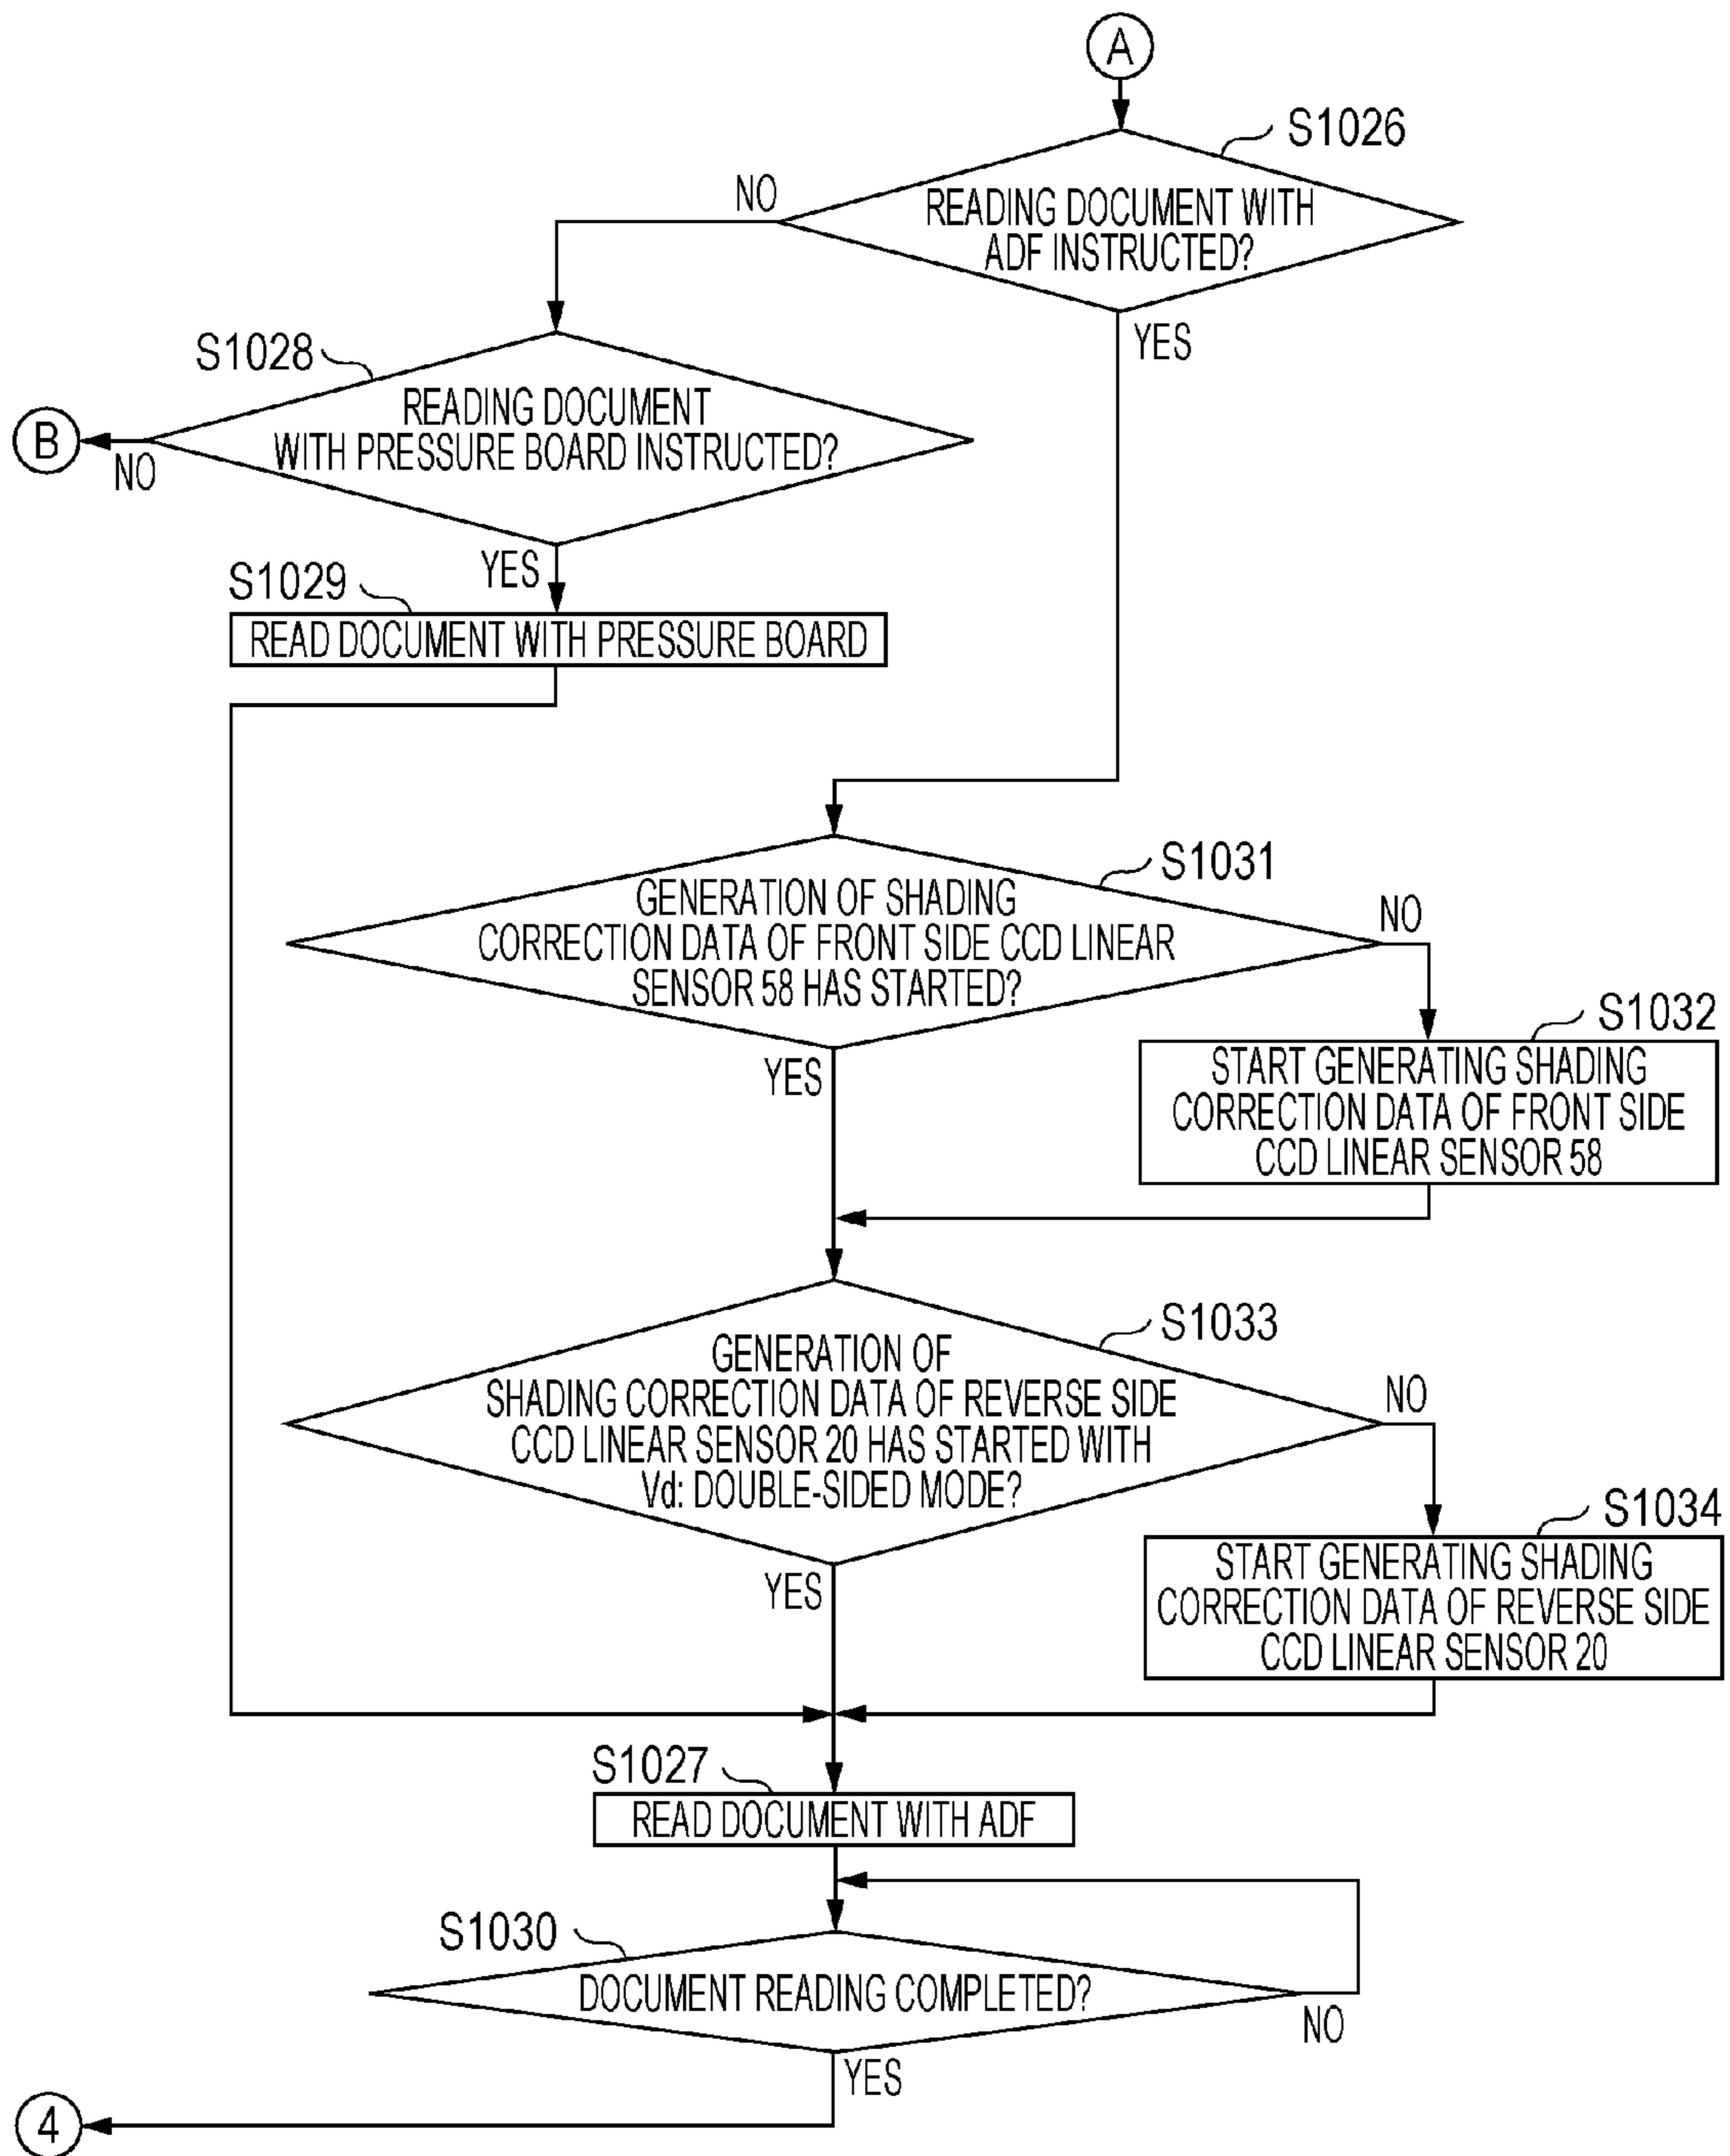 A
S1026
READING DOCUMENT WITH
ADF INSTRUCTED?
NO
YES
S1028
READING DOCUMENT
WITH PRESSURE BOARD INSTRUCTED?
B
NO
YES
S1029
READ DOCUMENT WITH PRESSURE BOARD
S1031
GENERATION OF SHADING
CORRECTION DATA OF FRONT SIDE CCD LINEAR
SENSOR 58 HAS STARTED?
NO
YES
S1032
START GENERATING SHADING
CORRECTION DATA OF FRONT SIDE
CCD LINEAR SENSOR 58
S1033
GENERATION OF
SHADING CORRECTION DATA OF REVERSE SIDE
CCD LINEAR SENSOR 20 HAS STARTED WITH
Vd: DOUBLE-SIDED MODE?
NO
YES
S1034
START GENERATING SHADING
CORRECTION DATA OF REVERSE SIDE
CCD LINEAR SENSOR 20
S1027
READ DOCUMENT WITH ADF
S1030
DOCUMENT READING COMPLETED?
NO
YES
4